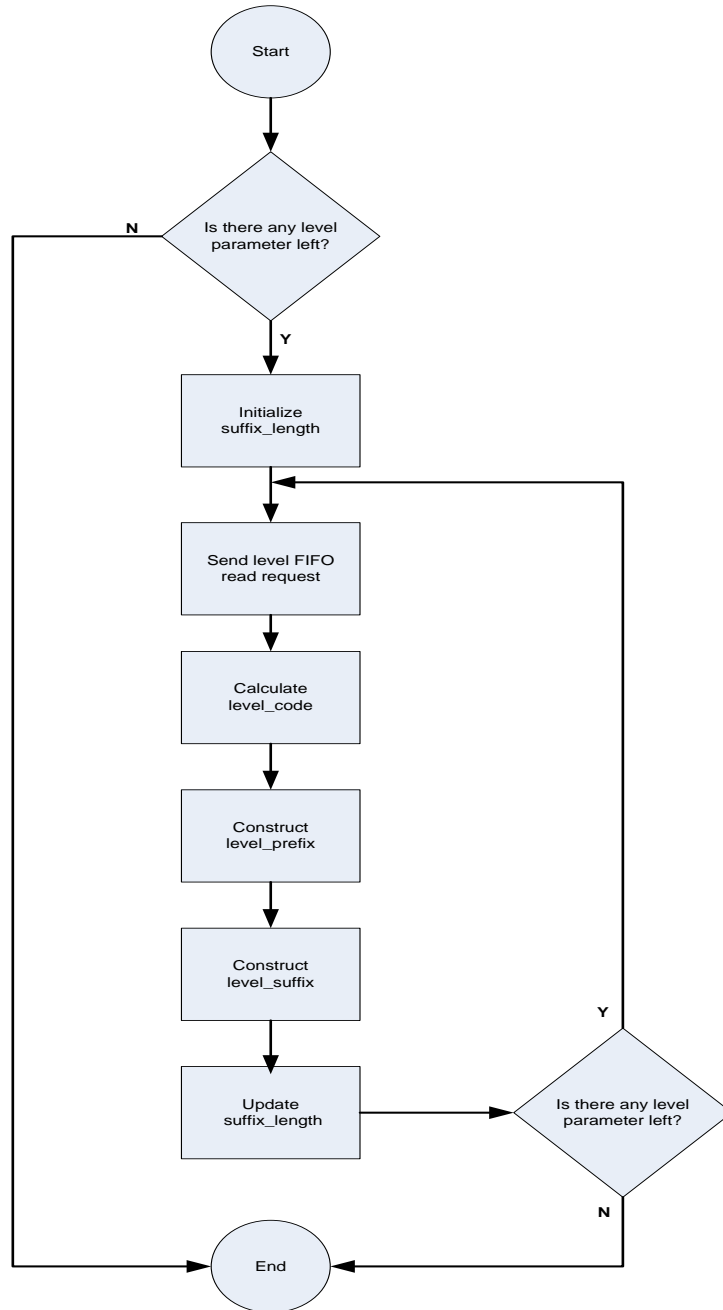 Start
Is there any level
parameter left?
N
Y
Initialize
suffix_length
Send level FIFO
read request
Calculate
level_code
Construct
level_prefix
Construct
level_suffix
Update
suffix_length
Y
Is there any level
parameter left?
N
End